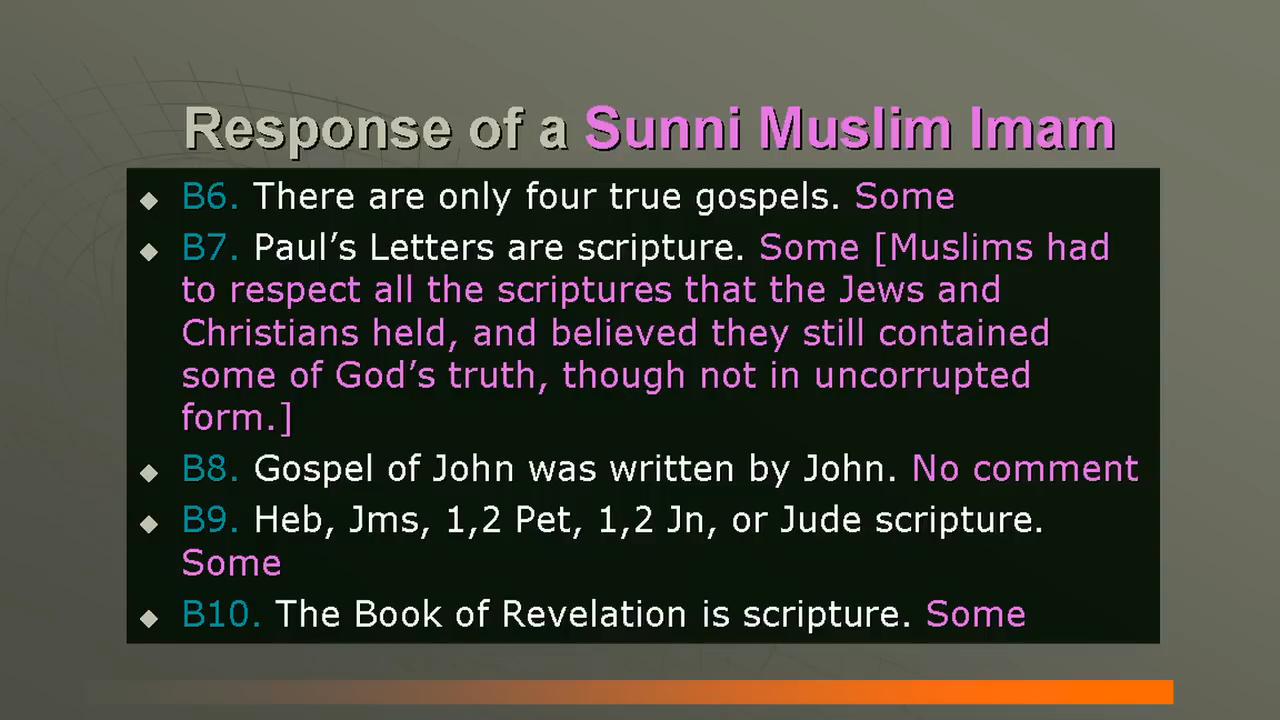 Response of a Sunni Muslim Imam
B6. There are only four true gospels. Some
B7. Paul’s Letters are scripture. Some [Muslims had
to respect all the scriptures that the Jews and
Christians held, and believed they still contained
some of God’s truth, though not in uncorrupted
form.]
B8. Gospel of John was written by John. No comment
B9. Heb, Jms, 1,2 Pet, 1,2 Jn, or Jude scripture.
Some
B10. The Book of Revelation is scripture. Some